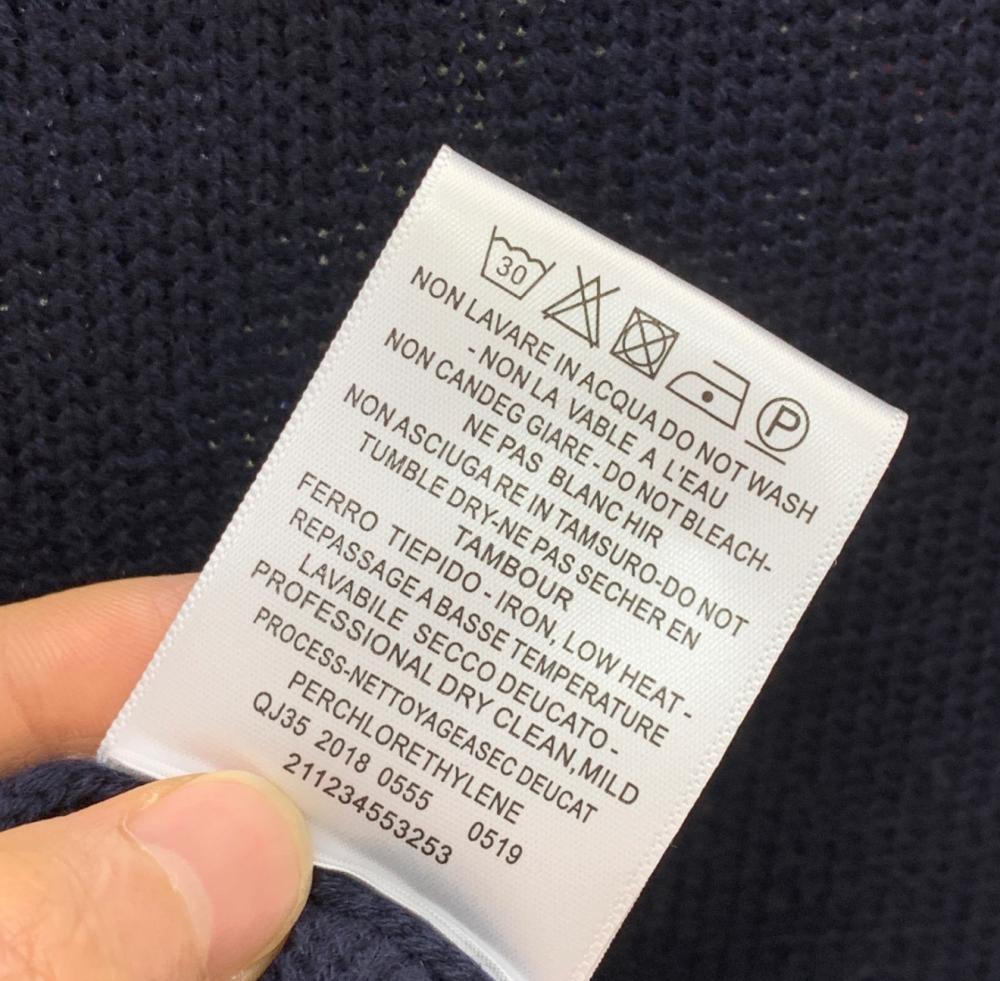 30
P
NON LAVARE IN ACQUA DO NOT WASH
- NON LA VABLE A L'EAU
NON CANDEG GIARE - DO NOT BLEACH-
NE PAS BLANC HIR
NON ASCIUGA RE IN TAMSURO-DO NOT
TUMBLE DRY-NE PAS SECHER EN
TAMBOUR
FERRO TIEPIDO - IRON, LOW HEAT -
REPASSAGE A BASSE TEMPERATURE
LAVABILE SECCO DEUCATO -
PROFESSIONAL DRY CLEAN, MILD
PROCESS-NETTOYAGEASEC DEUCAT
PERCHLORETHYLENE
QJ35 2018 0555 0519
211234553253